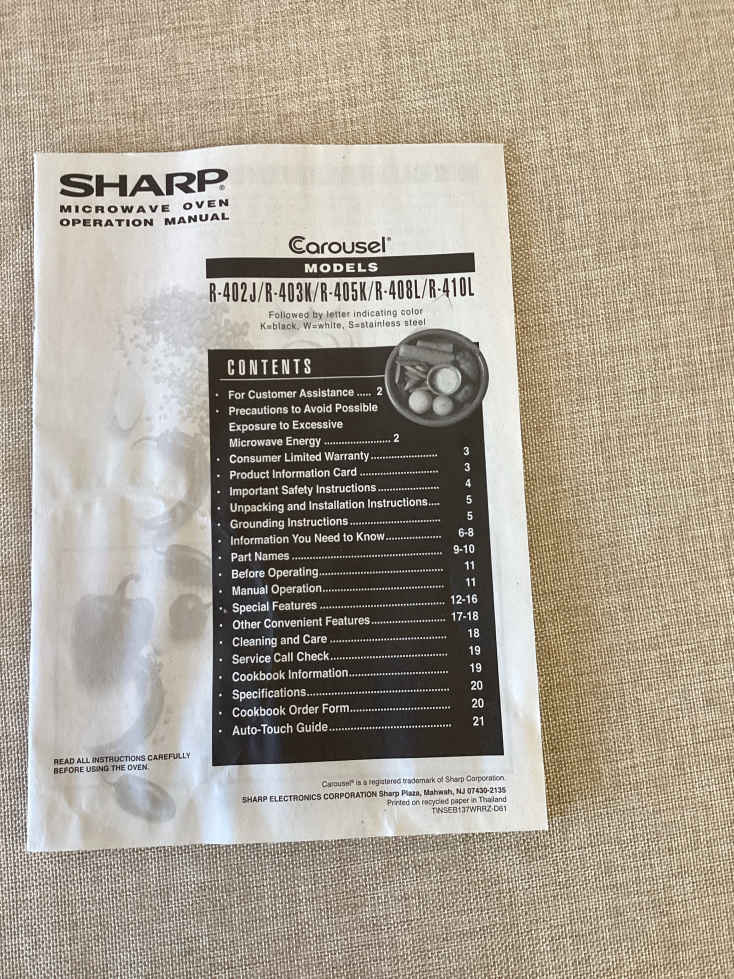 SHARP®
MICROWAVE OVEN
OPERATION MANUAL
Carousel®
MODELS
R-402J/R-403K/R-405K/R-408L/R-410L
Followed by letter indicating color
K=black, W=white, S=stainless steel
CONTENTS
• For Customer Assistance ..... 2
• Precautions to Avoid Possible
Exposure to Excessive
Microwave Energy ....................... 2
• Consumer Limited Warranty ....................... 3
• Product Information Card ........................... 3
• Important Safety Instructions ..................... 4
• Unpacking and Installation Instructions.... 5
• Grounding Instructions ............................... 5
• Information You Need to Know ................... 6-8
• Part Names .................................................... 9-10
• Before Operating .......................................... 11
• Manual Operation ......................................... 11
• Special Features ........................................... 12-16
• Other Convenient Features ......................... 17-18
• Cleaning and Care ........................................ 18
• Service Call Check ........................................ 19
• Cookbook Information .................................. 19
• Specifications ................................................ 20
• Cookbook Order Form .................................. 20
• Auto-Touch Guide ......................................... 21
READ ALL INSTRUCTIONS CAREFULLY
BEFORE USING THE OVEN.
Carousel® is a registered trademark of Sharp Corporation.
SHARP ELECTRONICS CORPORATION Sharp Plaza, Mahwah, NJ 07430-2135
Printed on recycled paper in Thailand
TINSEB137WRRZ-D61